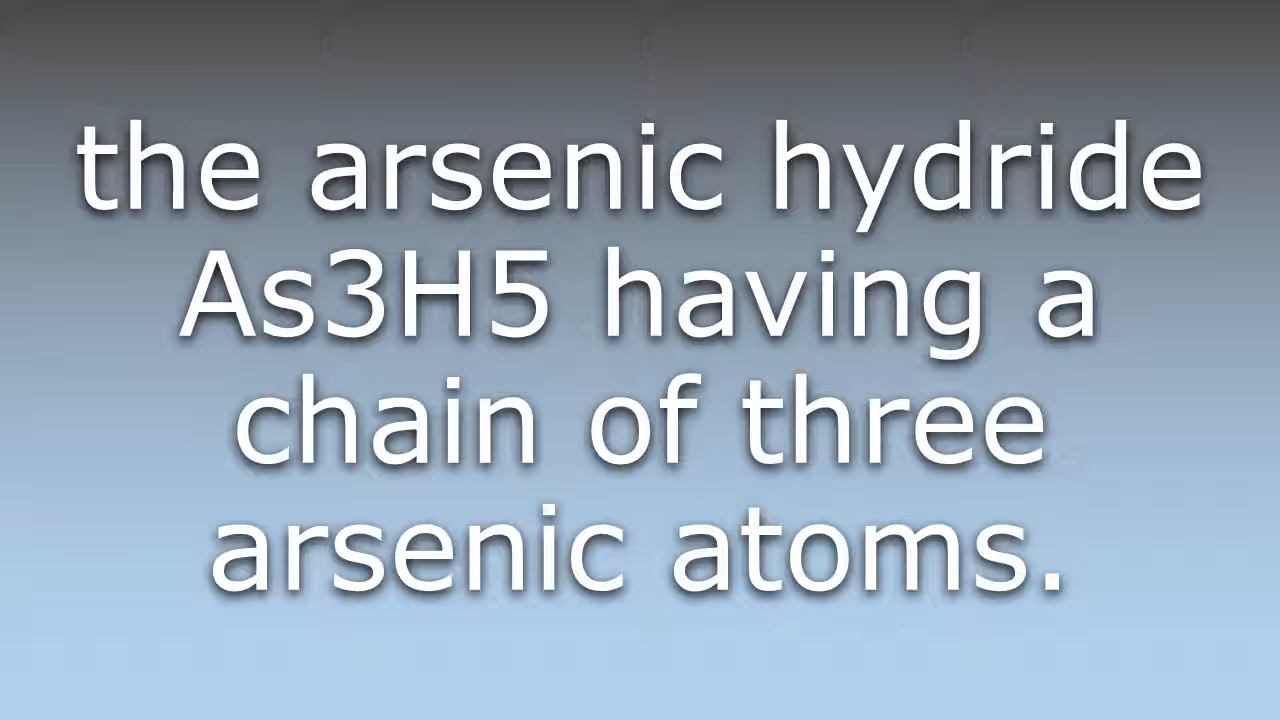 the arsenic hydride
As3H5 having a
chain of three
arsenic atoms.